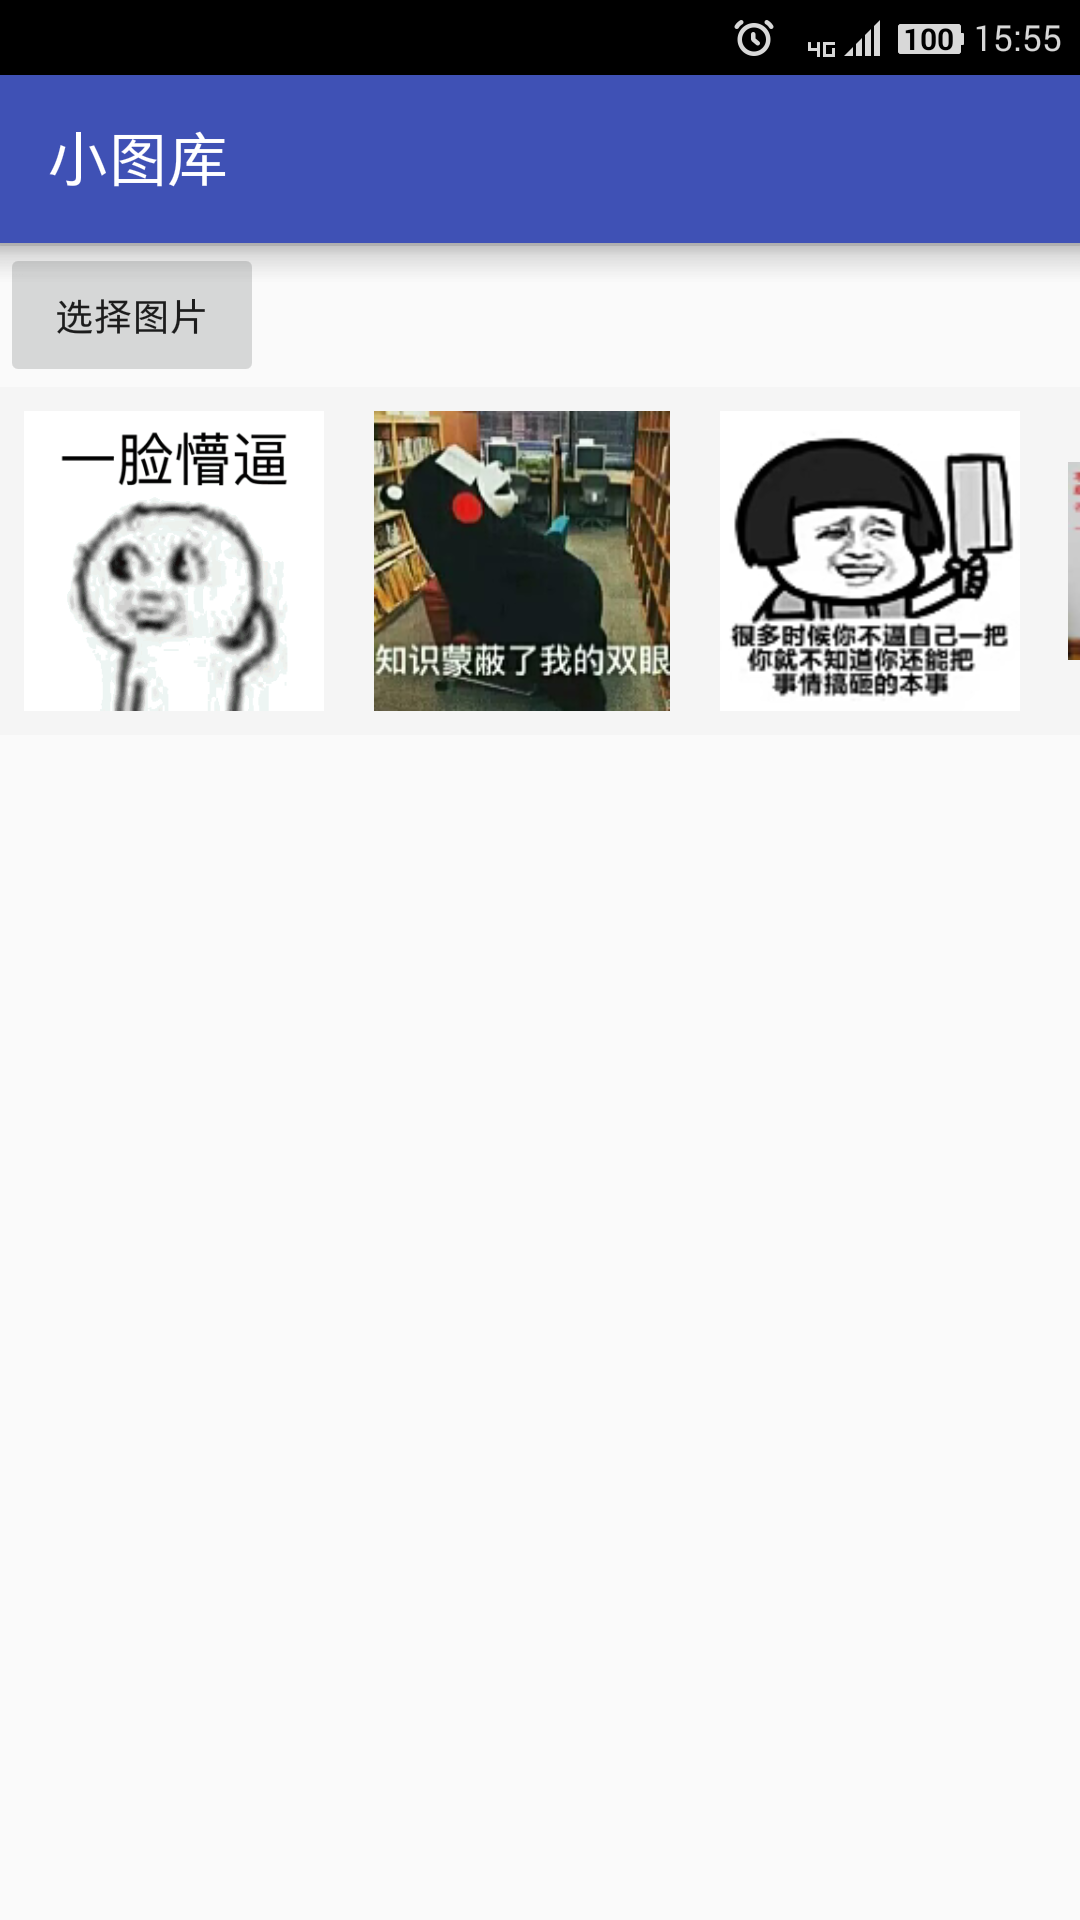 4G 100 15:55
小图库
选择图片
一脸懵逼
知识蒙蔽了我的双眼
很多时候你不逼自己一把
你就不知道你还能把
事情搞砸的本事